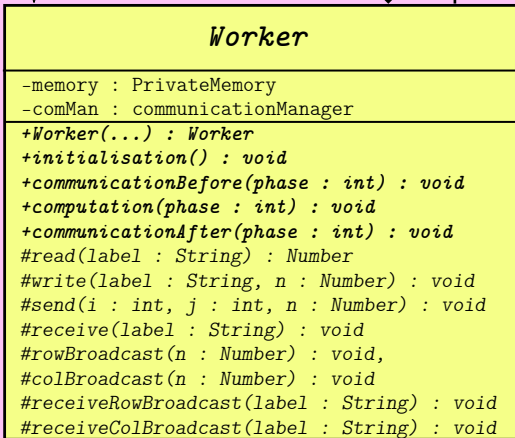 Worker
-memory : PrivateMemory
-comMan : communicationManager
+Worker(...) : Worker
+initialisation() : void
+communicationBefore(phase : int) : void
+computation(phase : int) : void
+communicationAfter(phase : int) : void
#read(label : String) : Number
#write(label : String, n : Number) : void
#send(i : int, j : int, n : Number) : void
#receive(label : String) : void
#rowBroadcast(n : Number) : void,
#colBroadcast(n : Number) : void
#receiveRowBroadcast(label : String) : void
#receiveColBroadcast(label : String) : void